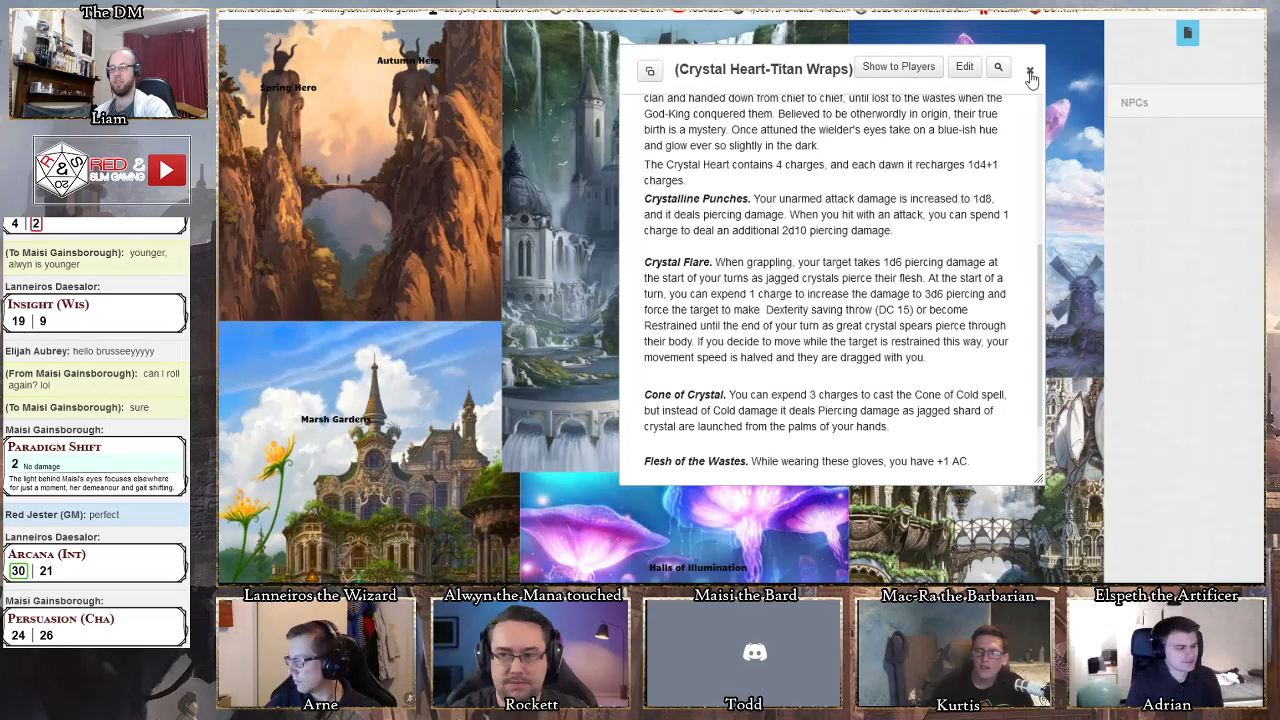 The DM
Liam
RED &
SLIM GAMING
R S
20
4 | 2
(To Maisi Gainsborough): younger,
alwyn is younger
Lanneiros Daesalor:
INSIGHT (WIS)
19 | 9
Elijah Aubrey: hello brusseeyyyyy
(From Maisi Gainsborough): can I roll
again? lol
(To Maisi Gainsborough): sure
Maisi Gainsborough:
PARADIGM SHIFT
2 No damage
The light behind Maisi's eyes focuses elsewhere
for just a moment, her demeanour and gait shifting.
Red Jester (GM): perfect
Lanneiros Daesalor:
ARCANA (INT)
30 | 21
Maisi Gainsborough:
PERSUASION (CHA)
24 | 26
Autumn Hero
Spring Hero
Marsh Gardens
Halls of Illumination
(Crystal Heart-Titan Wraps)
Show to Players
Edit
clan and handed down from chief to chief, until lost to the wastes when the
God-King conquered them. Believed to be otherwordly in origin, their true
birth is a mystery. Once attuned the wielder's eyes take on a blue-ish hue
and glow ever so slightly in the dark.
The Crystal Heart contains 4 charges, and each dawn it recharges 1d4+1
charges.
Crystalline Punches. Your unarmed attack damage is increased to 1d8,
and it deals piercing damage. When you hit with an attack, you can spend 1
charge to deal an additional 2d10 piercing damage.
Crystal Flare. When grappling, your target takes 1d6 piercing damage at
the start of your turns as jagged crystals pierce their flesh. At the start of a
turn, you can expend 1 charge to increase the damage to 3d6 piercing and
force the target to make Dexterity saving throw (DC 15) or become
Restrained until the end of your turn as great crystal spears pierce through
their body. If you decide to move while the target is restrained this way, your
movement speed is halved and they are dragged with you.
Cone of Crystal. You can expend 3 charges to cast the Cone of Cold spell,
but instead of Cold damage it deals Piercing damage as jagged shard of
crystal are launched from the palms of your hands.
Flesh of the Wastes. While wearing these gloves, you have +1 AC.
NPCs
Lanneiros the Wizard
Alwyn the Mana touched
Maisi the Bard
Mac-Ra the Barbarian
Elspeth the Artificer
Arne
Rockett
Todd
Kurtis
Adrian